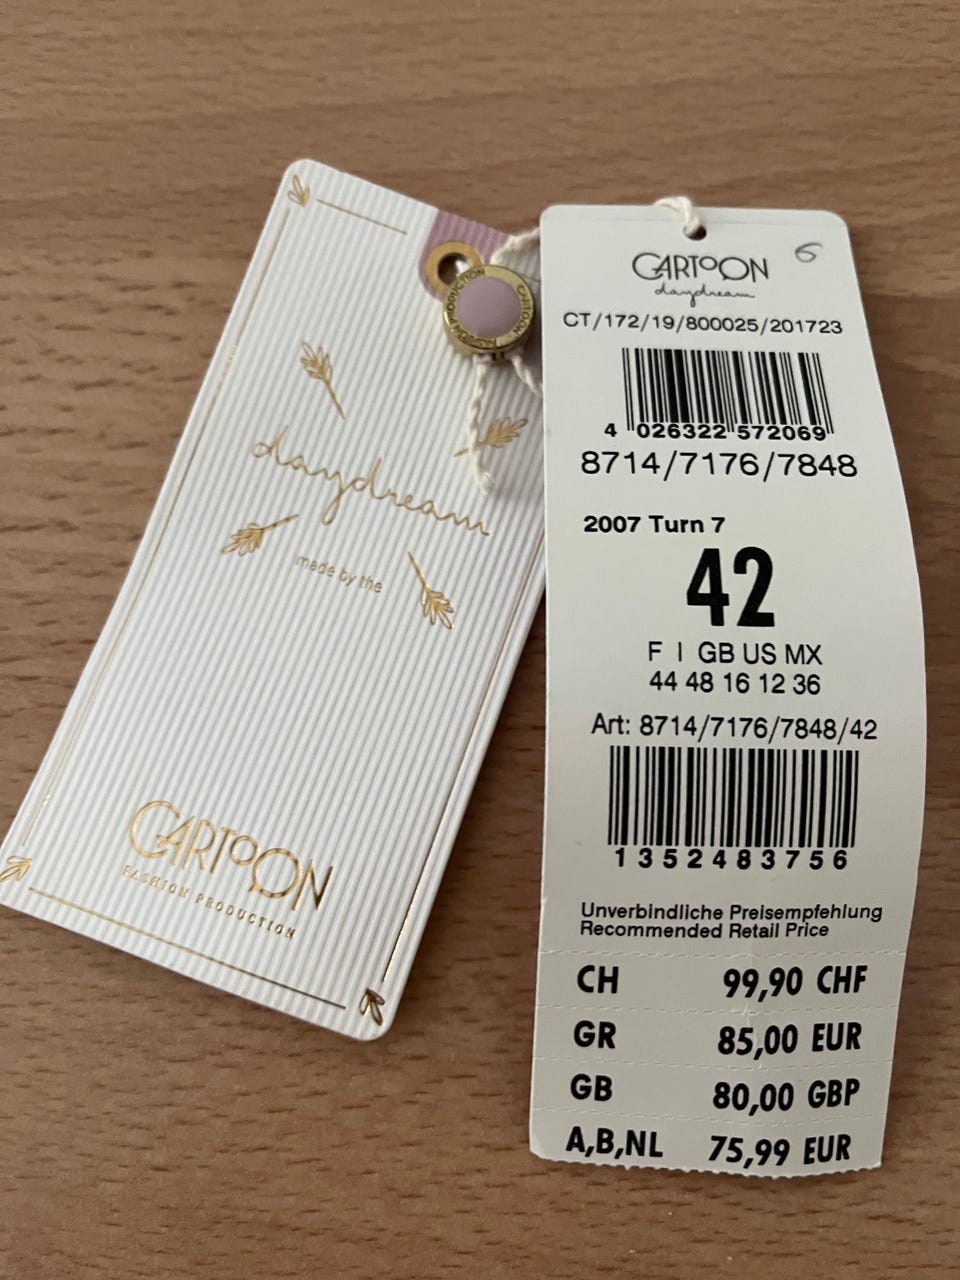 daydream
made by the
CARTOON
FASHION PRODUCTION
CARTOON FASHION PRODUCTION
CARTOON
daydream
6
CT/172/19/800025/201723
4 026322 572069
8714/7176/7848
2007 Turn 7
42
F I GB US MX
44 48 16 12 36
Art: 8714/7176/7848/42
1352483756
Unverbindliche Preisempfehlung
Recommended Retail Price
CH 99,90 CHF
GR 85,00 EUR
GB 80,00 GBP
A,B,NL 75,99 EUR